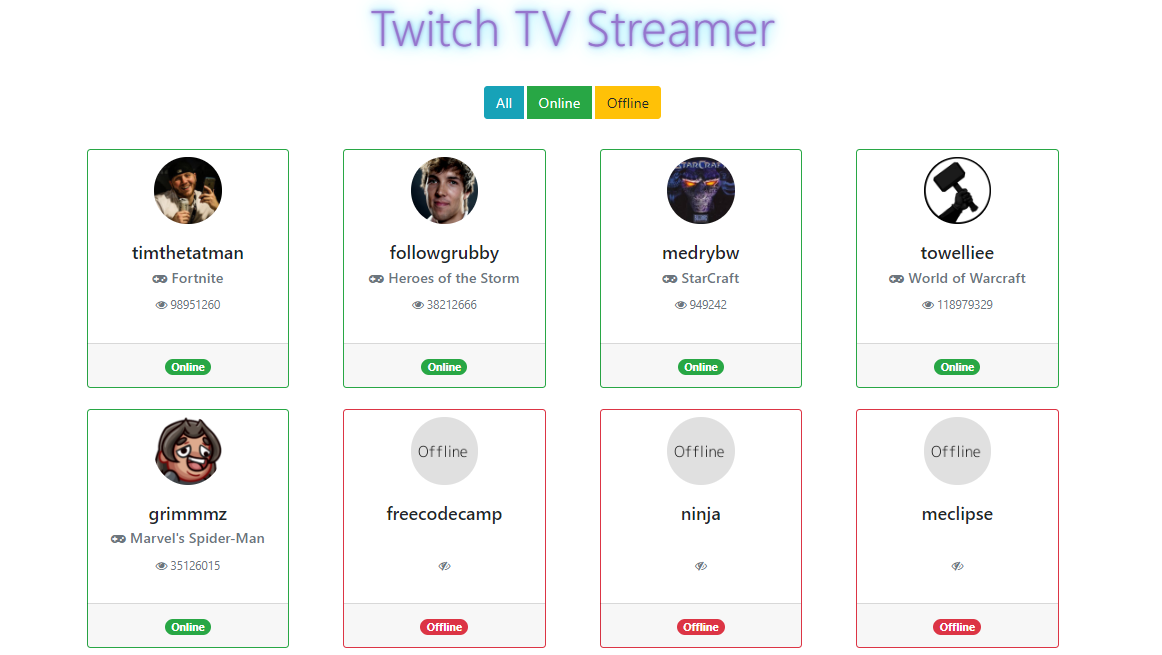 Twitch TV Streamer
All Online Offline
timthetatman
Fortnite
98951260
Online
followgrubby
Heroes of the Storm
38212666
Online
STARCRAFT
medrybw
StarCraft
949242
Online
towelliee
World of Warcraft
118979329
Online
grimmmz
Marvel's Spider-Man
35126015
Online
Offline
freecodecamp
Offline
Offline
ninja
Offline
Offline
meclipse
Offline